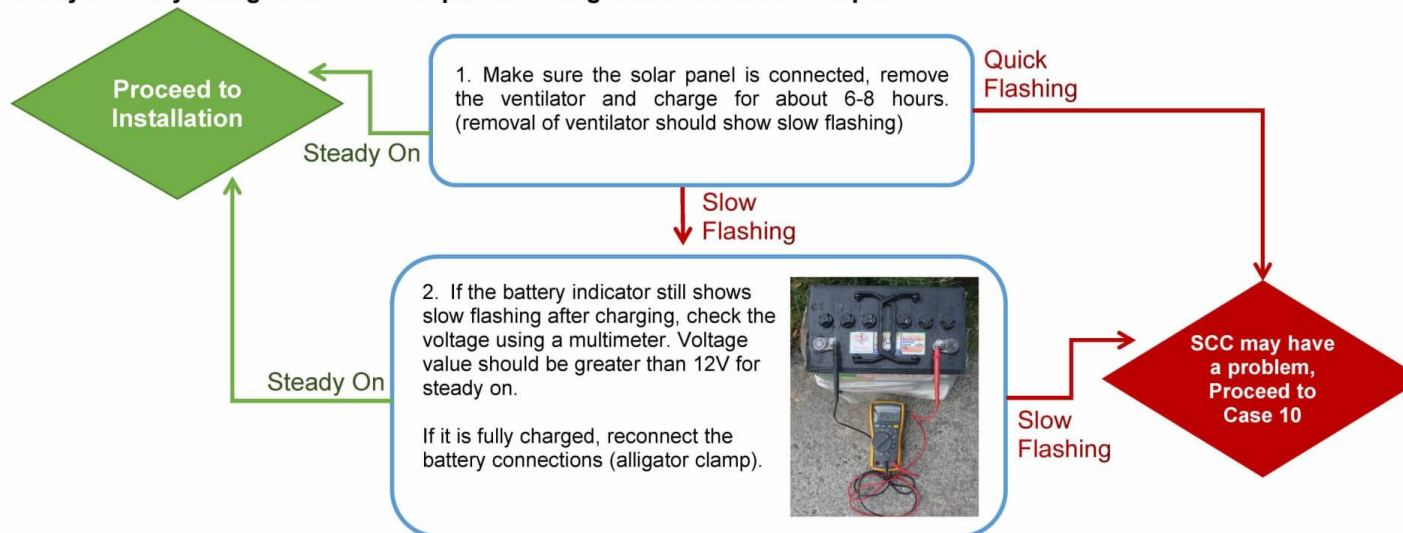 Proceed to
Installation
Steady On
1. Make sure the solar panel is connected, remove
the ventilator and charge for about 6-8 hours.
(removal of ventilator should show slow flashing)
Quick
Flashing
Slow
Flashing
2. If the battery indicator still shows
slow flashing after charging, check the
voltage using a multimeter. Voltage
value should be greater than 12V for
steady on.
If it is fully charged, reconnect the
battery connections (alligator clamp).
Steady On
Slow
Flashing
SCC may have
a problem,
Proceed to
Case 10